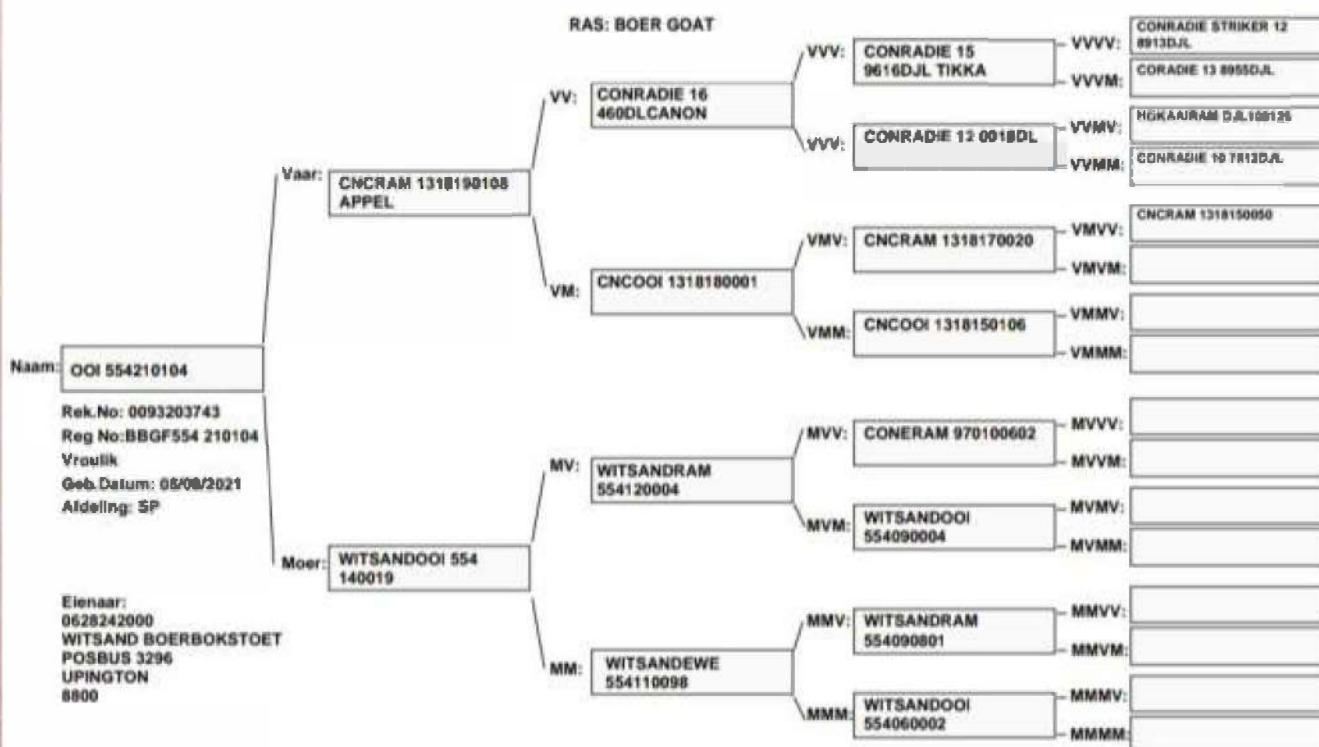 RAS: BOER GOAT
Naam:
OOI 554210104
Rek.No: 0093203743
Reg No:BBGF554 210104
Vroulik
Geb.Datum: 08/2021
Afdeling: SP
Eienaar:
0628242000
WITSAND BOERBOKSTOET
POSBUS 3296
UPINGTON
8800
Vaar:
CNCRAM 1318190108
APPEL
Moer:
WITSANDOOI 554
140019
VV:
CONRADIE 16
460DLCANON
VM:
CNCOOI 1318180001
MV:
WITSANDRAM
554120004
MM:
WITSANDEWE
554110098
VVV:
CONRADIE 15
9616DJL TIKKA
VVV:
CONRADIE 12 0018DL
VMV:
CNCRAM 1318170020
VMM:
CNCOOI 1318150106
MVV:
CONERAM 970100602
MVM:
WITSANDOOI
554090004
MMV:
WITSANDRAM
554090801
MMM:
WITSANDOOI
554060002
VVVV:
CONRADIE STRIKER 12
8913DJL
VVVM:
CORADIE 13 8955DJL
VVMV:
HOKAAIRAM
VVMM:
CONRADIE 10 7812DJL
VMVV:
CNCRAM 1318150050
VMVM:
VMMV:
VMMM:
MVVV:
MVVM:
MVMV:
MVMM:
MMVV:
MMVM:
MMMV:
MMMM: